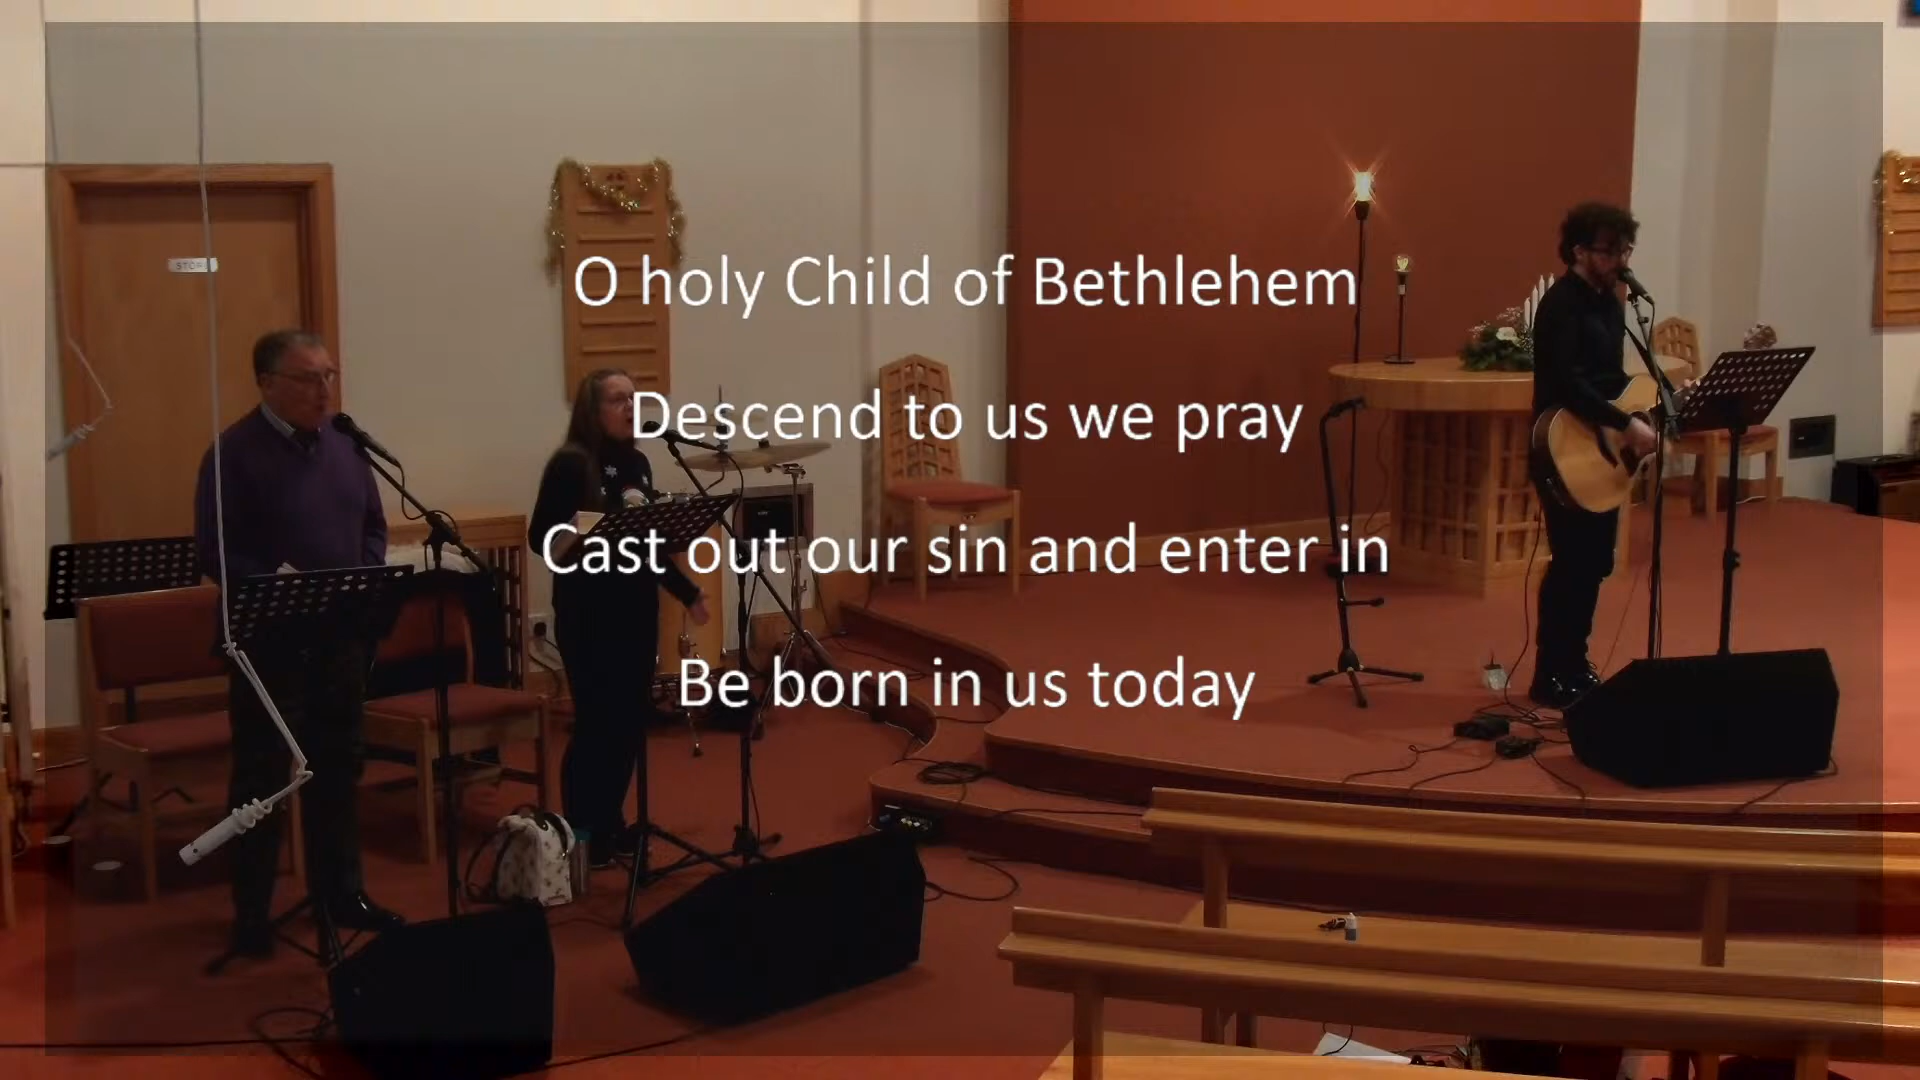 STORE
O holy Child of Bethlehem
Descend to us we pray
Cast out our sin and enter in
Be born in us today